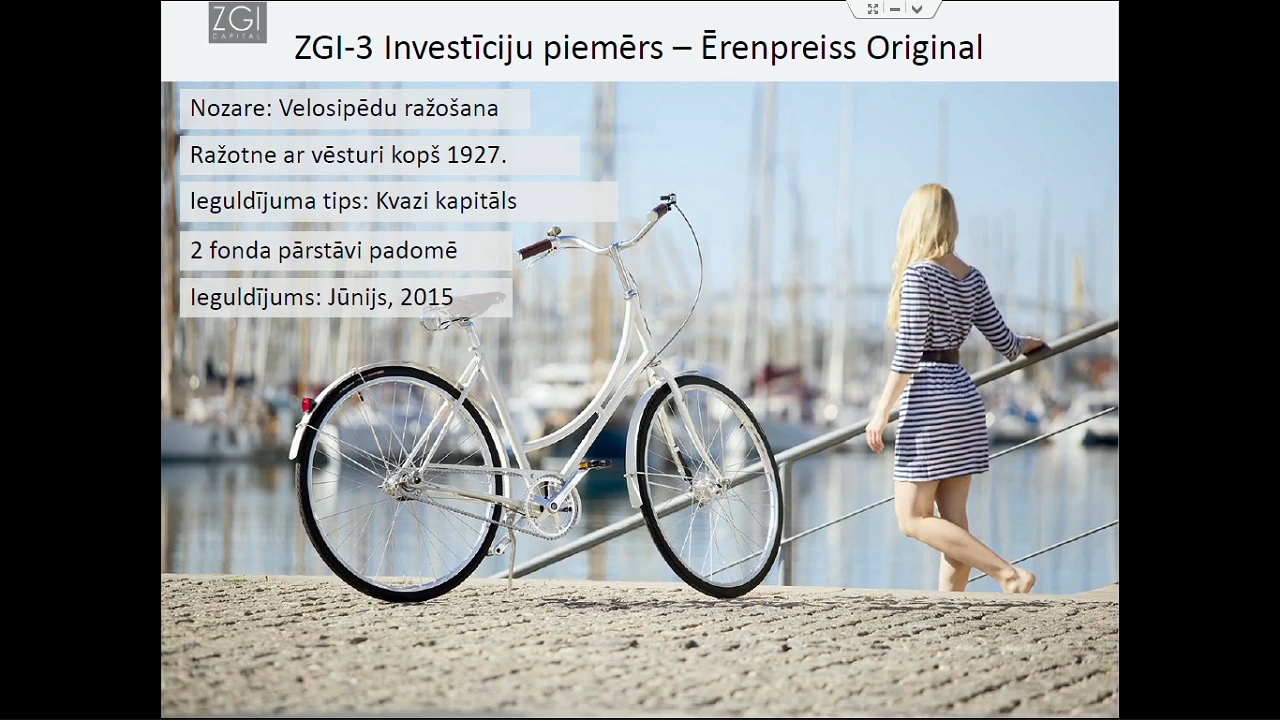 ZGI
CAPITAL
ZGI-3 Investīciju piemērs – Ērenpreiss Original
Nozare: Velosipēdu ražošana
Ražotne ar vēsturi kopš 1927.
Ieguldījuma tips: Kvazi kapitāls
2 fonda pārstāvi padomē
Ieguldījums: Jūnijs, 2015